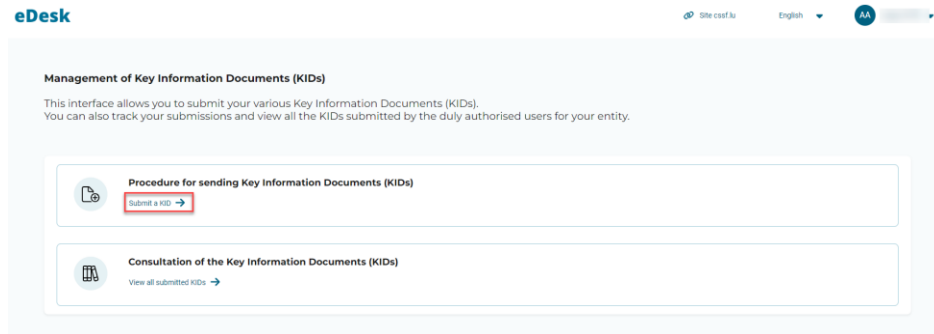 eDesk
Site cssf.lu
English
AA
Management of Key Information Documents (KIDs)
This interface allows you to submit your various Key Information Documents (KIDs).
You can also track your submissions and view all the KIDs submitted by the duly authorised users for your entity.
Procedure for sending Key Information Documents (KIDs)
Submit a KID →
Consultation of the Key Information Documents (KIDs)
View all submitted KIDs →